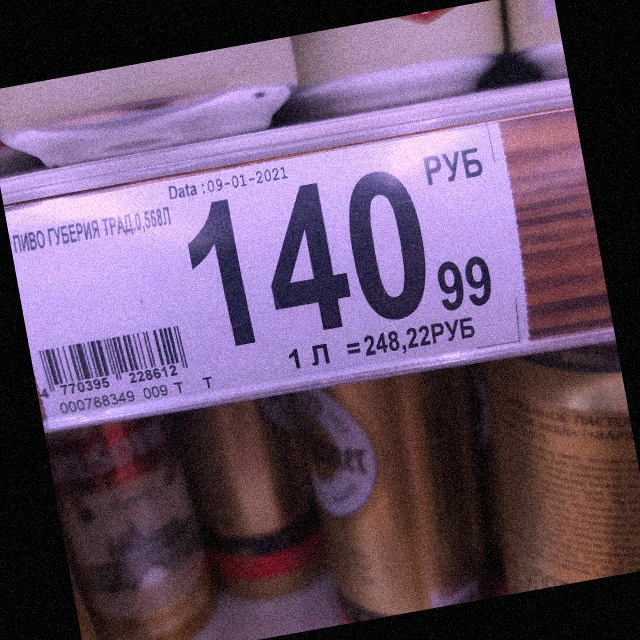 Data :09-01-2021
РУБ
ПИВО ГУБЕРНИЯ ТРАД.0,568Л
140
99
1 Л =248,22РУБ
4 770395 228612
000788349 009 Т Т